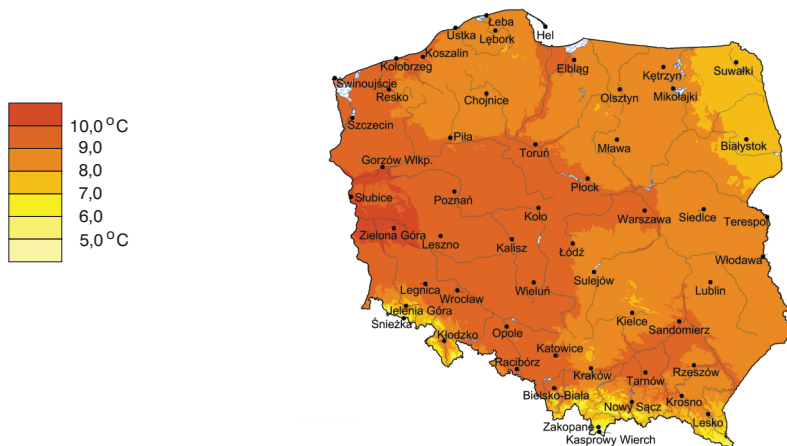 10,0 °C
9,0
8,0
7,0
6,0
5,0 °C
Łeba
Ustka
Lębork
Hel
Koszalin
Kołobrzeg
Elbląg
Kętrzyn
Suwałki
Świnoujście
Resko
Chojnice
Olsztyn
Mikołajki
Szczecin
Piła
Toruń
Mława
Białystok
Gorzów Wlkp.
Płock
Słubice
Poznań
Koło
Warszawa
Siedlce
Terespol
Zielona Góra
Leszno
Kalisz
Łódź
Włodawa
Sulejów
Legnica
Wrocław
Wieluń
Lublin
Jelenia Góra
Śnieżka
Kłodzko
Opole
Kielce
Sandomierz
Katowice
Racibórz
Kraków
Tarnów
Rzeszów
Bielsko-Biała
Nowy Sącz
Krosno
Lesko
Zakopane
Kasprowy Wierch